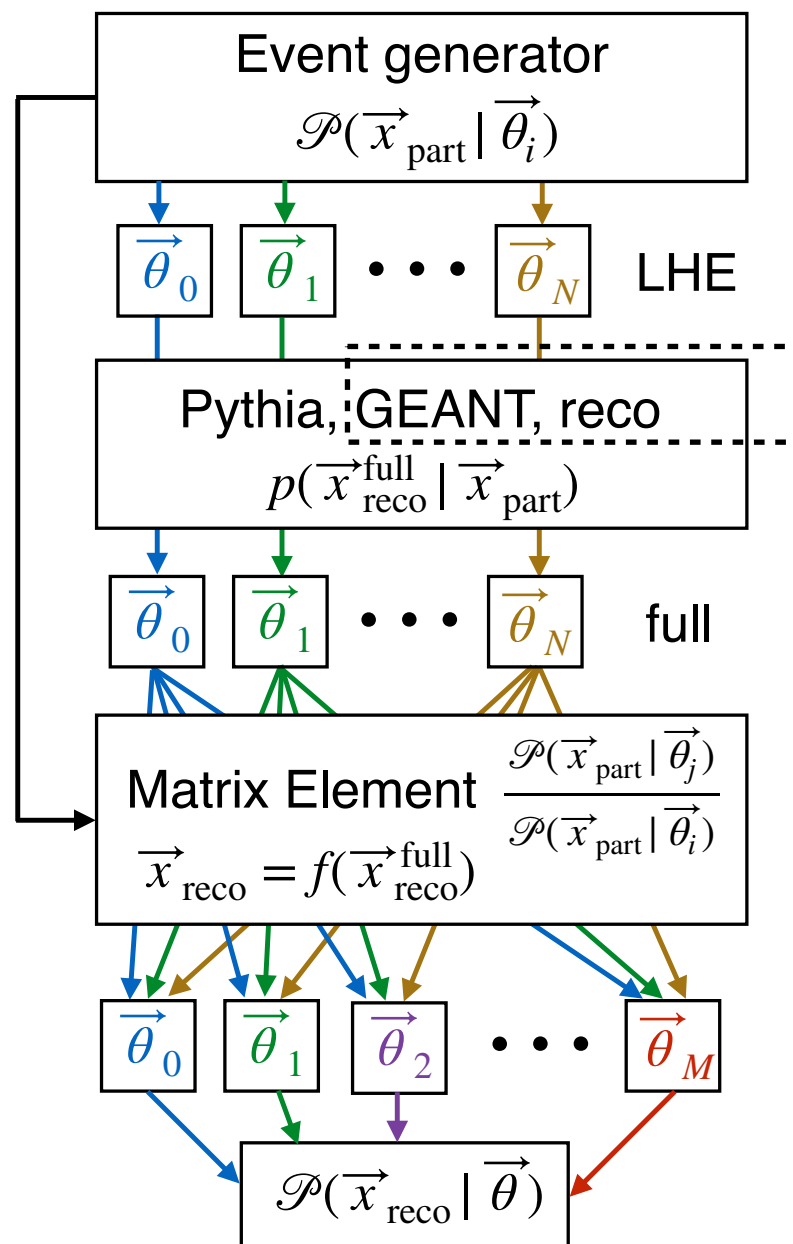 Event generator
𝒫(x⃗_part | θ⃗_i)
θ⃗_0 θ⃗_1 • • • θ⃗_N LHE
Pythia, GEANT, reco
p(x⃗_reco^full | x⃗_part)
θ⃗_0 θ⃗_1 • • • θ⃗_N full
Matrix Element 𝒫(x⃗_part | θ⃗_j) / 𝒫(x⃗_part | θ⃗_i)
x⃗_reco = f(x⃗_reco^full)
θ⃗_0 θ⃗_1 θ⃗_2 • • • θ⃗_M
𝒫(x⃗_reco | θ⃗)